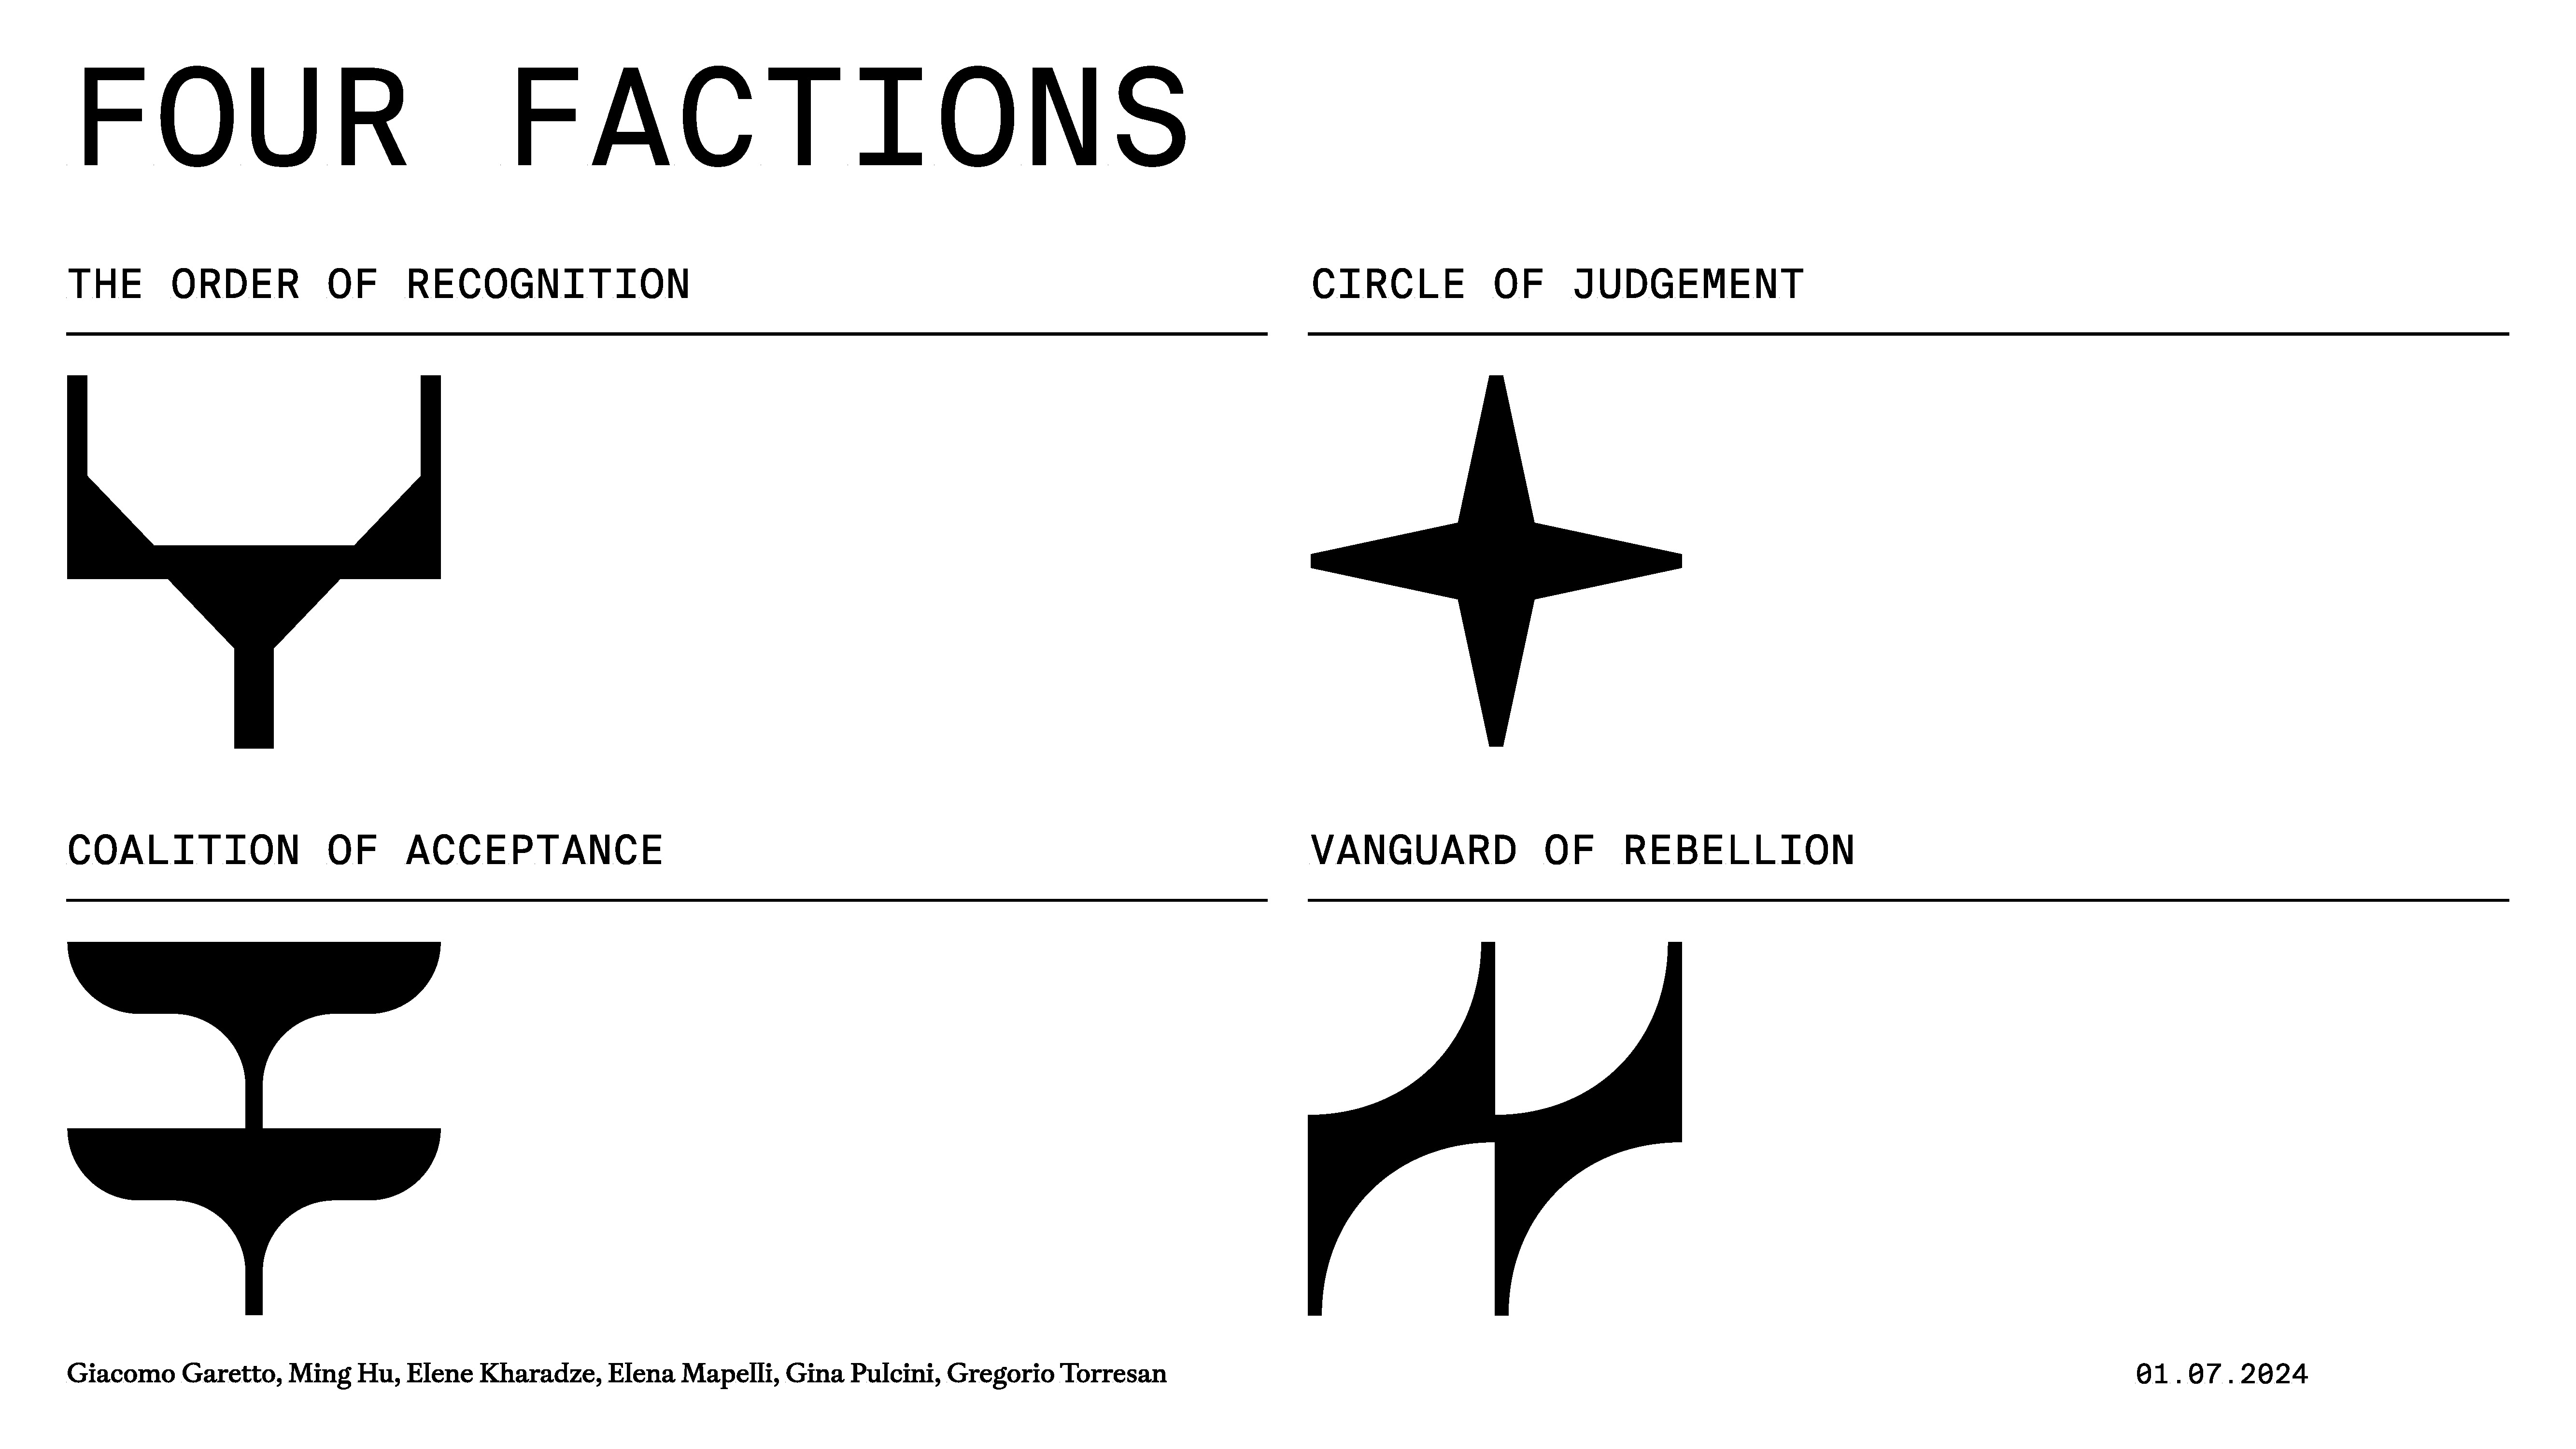 FOUR FACTIONS
THE ORDER OF RECOGNITION
CIRCLE OF JUDGEMENT
COALITION OF ACCEPTANCE
VANGUARD OF REBELLION
Giacomo Garetto, Ming Hu, Elene Kharadze, Elena Mapelli, Gina Pulcini, Gregorio Torresan
01.07.2024